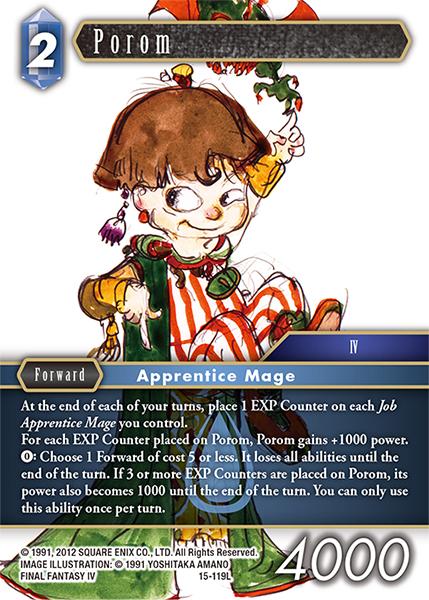 2
Porom
IV
Forward
Apprentice Mage
At the end of each of your turns, place 1 EXP Counter on each Job
Apprentice Mage you control.
For each EXP Counter placed on Porom, Porom gains +1000 power.
0: Choose 1 Forward of cost 5 or less. It loses all abilities until the
end of the turn. If 3 or more EXP Counters are placed on Porom, its
power also becomes 1000 until the end of the turn. You can only use
this ability once per turn.
© 1991, 2012 SQUARE ENIX CO., LTD. All Rights Reserved.
IMAGE ILLUSTRATION: © 1991 YOSHITAKA AMANO
FINAL FANTASY IV
15-119L
4000